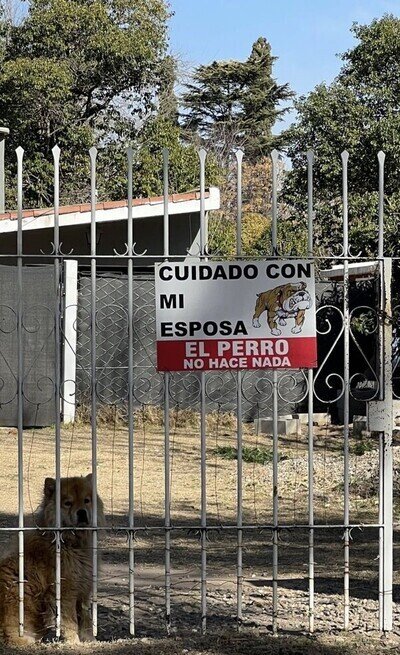 CUIDADO CON
MI
ESPOSA
EL PERRO
NO HACE NADA